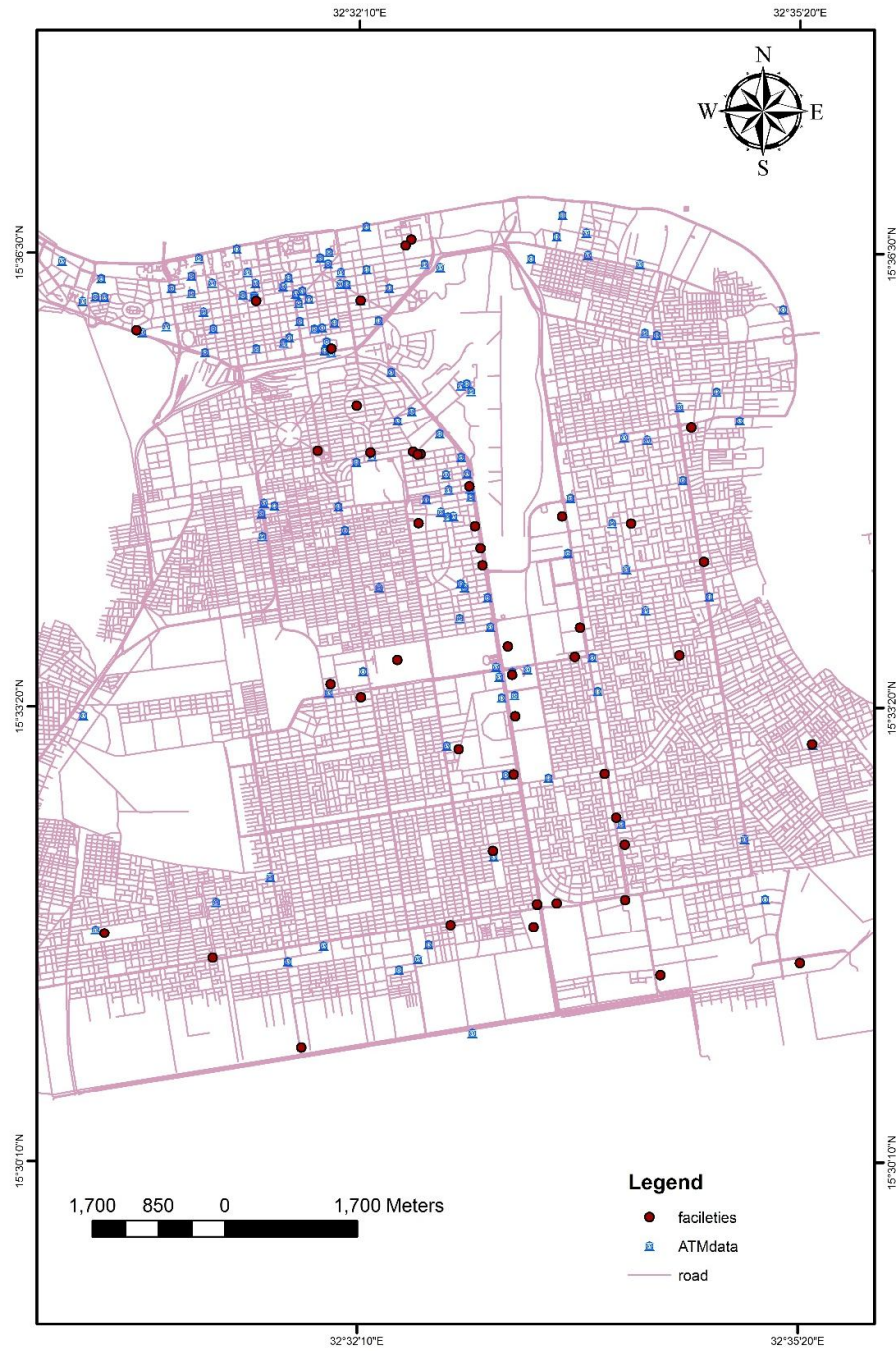 32°32'10"E 32°35'20"E
N
W E
S
15°36'30"N 15°36'30"N
15°33'20"N 15°33'20"N
15°30'10"N 15°30'10"N
Legend
1,700 850 0 1,700 Meters
facileties
ATMdata
road
32°32'10"E 32°35'20"E